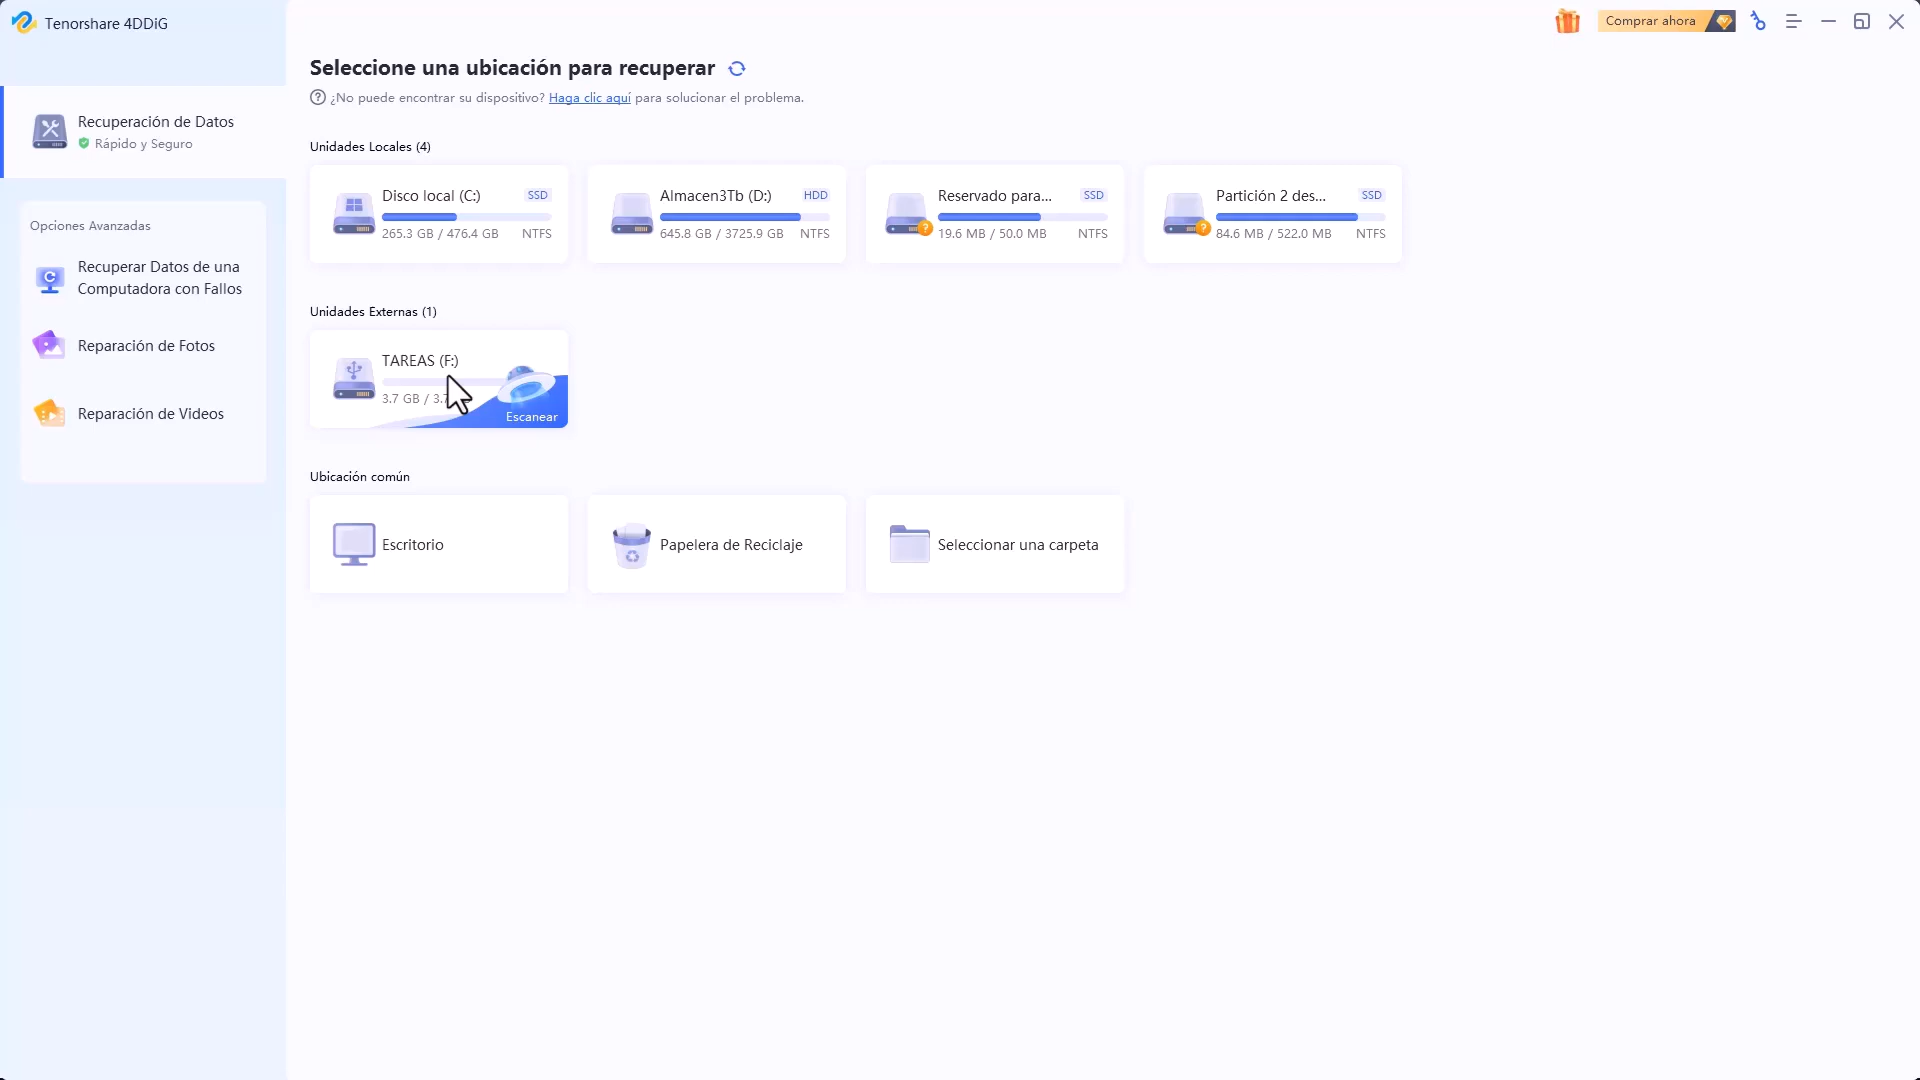 Tenorshare 4DDiG
Comprar ahora
Seleccione una ubicación para recuperar
¿No puede encontrar su dispositivo? Haga clic aquí para solucionar el problema.
Recuperación de Datos
Rápido y Seguro
Opciones Avanzadas
Recuperar Datos de una
Computadora con Fallos
Reparación de Fotos
Reparación de Videos
Unidades Locales (4)
Disco local (C:)
SSD
265.3 GB / 476.4 GB
NTFS
Almacen3Tb (D:)
HDD
645.8 GB / 3725.9 GB
NTFS
Reservado para...
SSD
19.6 MB / 50.0 MB
NTFS
Partición 2 des...
SSD
84.6 MB / 522.0 MB
NTFS
Unidades Externas (1)
TAREAS (F:)
3.7 GB / 3.7
Escanear
Ubicación común
Escritorio
Papelera de Reciclaje
Seleccionar una carpeta